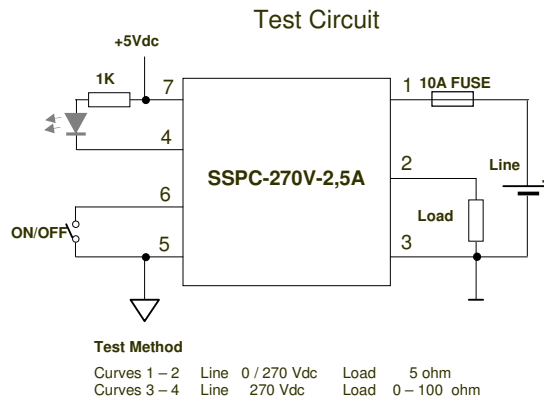 Test Circuit
+5Vdc
1K
7
1
10A FUSE
4
2
SSPC-270V-2,5A
Line
+
6
Load
ON/OFF
5
3
Test Method
Curves 1 – 2 Line 0 / 270 Vdc Load 5 ohm
Curves 3 – 4 Line 270 Vdc Load 0 – 100 ohm